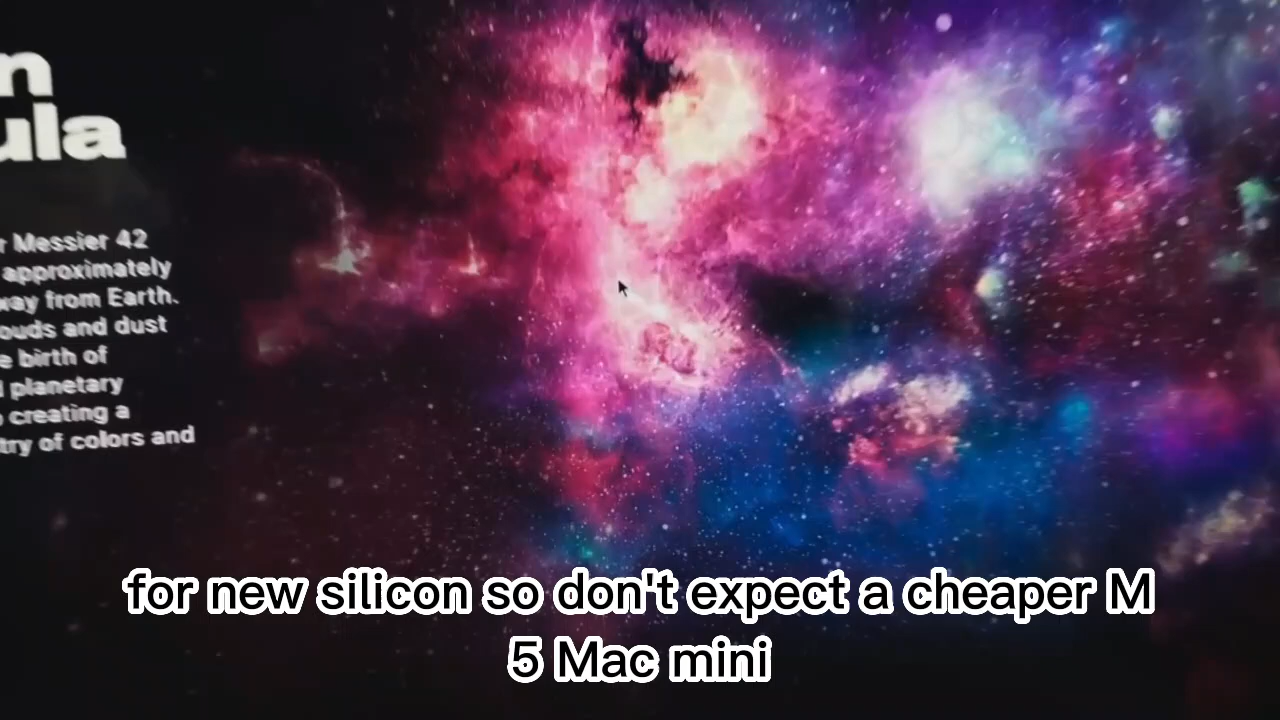 n
ula
r Messier 42
approximately
way from Earth.
ouds and dust
e birth of
planetary
creating a
try of colors and
for new silicon so don't expect a cheaper M
5 Mac mini